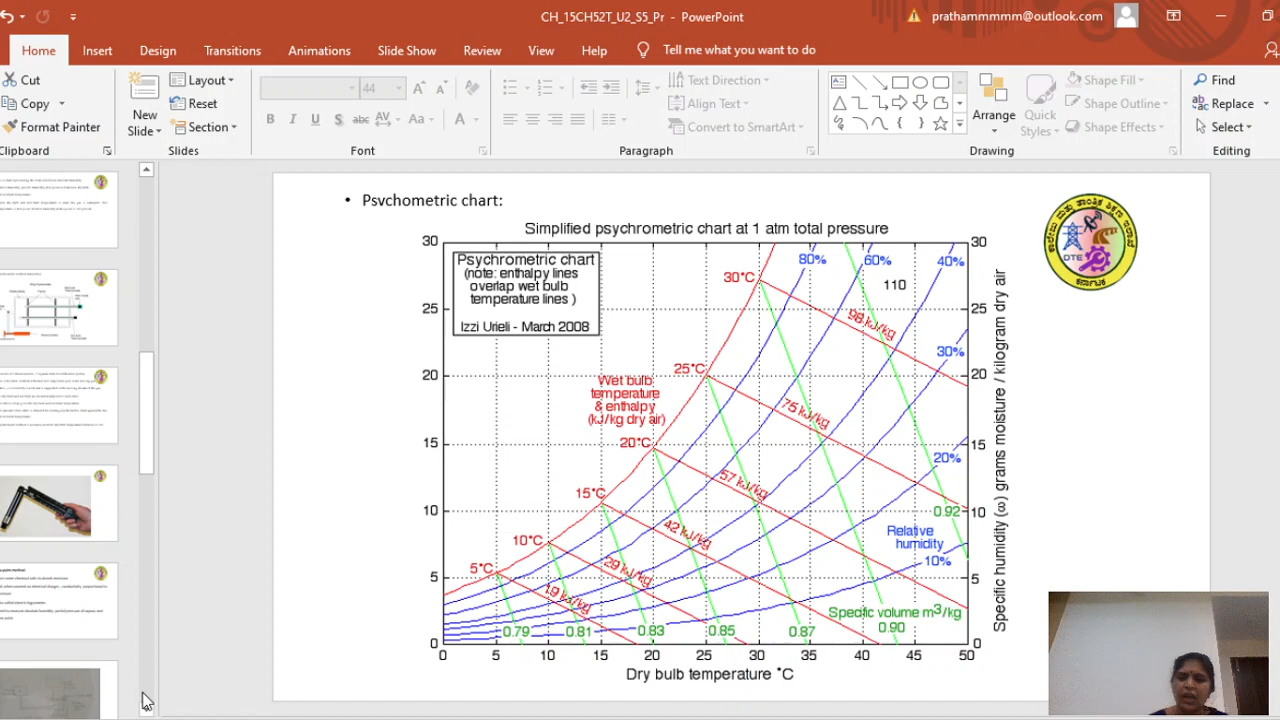 CH_15CH52T_U2_S5_Pr - PowerPoint
prathammmmm@outlook.com
Home Insert Design Transitions Animations Slide Show Review View Help Tell me what you want to do
Cut
Copy
Format Painter
Clipboard
New
Slide
Layout
Reset
Section
Slides
44
B I U S abc AV Aa A
Font
Text Direction
Align Text
Convert to SmartArt
Paragraph
Arrange
Quick
Styles
Shape Fill
Shape Outline
Shape Effects
Drawing
Find
Replace
Select
Editing
• Psvchometric chart:
Simplified psychrometric chart at 1 atm total pressure
Psychrometric chart
(note: enthalpy lines
overlap wet bulb
temperature lines )
Izzi Urieli - March 2008
30
25
20
15
10
5
0
80% 60% 40%
30°C
110
98 kJ/kg
30%
25°C
Wet bulb
temperature
& enthalpy
(kJ/kg dry air)
75 kJ/kg
20°C
20%
57 kJ/kg
15°C
0.92
42 kJ/kg
Relative
humidity
10°C
10%
29 kJ/kg
5°C
19 kJ/kg
Specific volume m3/kg
0.79 0.81 0.83 0.85 0.87 0.90
30
25
20
15
10
5
0
Specific humidity (ω) grams moisture / kilogram dry air
0 5 10 15 20 25 30 35 40 45 50
Dry bulb temperature °C
DTE
ಕರ್ನಾಟಕ